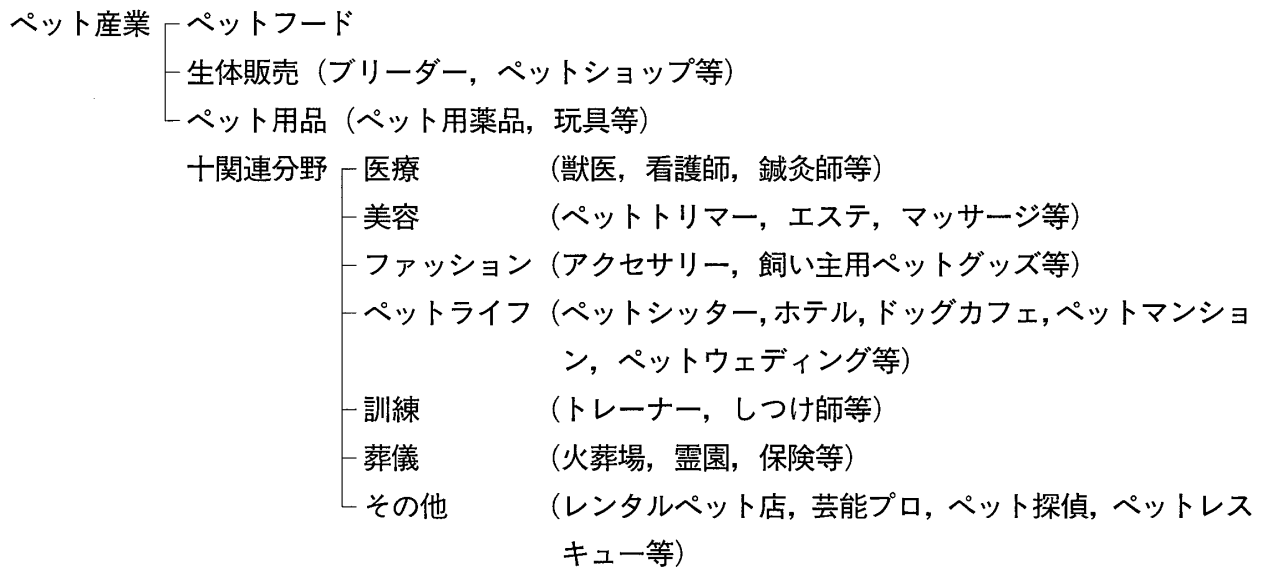 ペット産業 ペットフード
生体販売（ブリーダー，ペットショップ等）
ペット用品（ペット用薬品，玩具等）
十関連分野 医療 （獣医，看護師，鍼灸師等）
美容 （ペットトリマー，エステ，マッサージ等）
ファッション（アクセサリー，飼い主用ペットグッズ等）
ペットライフ（ペットシッター，ホテル，ドッグカフェ，ペットマンショ
ン，ペットウェディング等）
訓練 （トレーナー，しつけ師等）
葬儀 （火葬場，霊園，保険等）
その他 （レンタルペット店，芸能プロ，ペット探偵，ペットレス
キュー等）